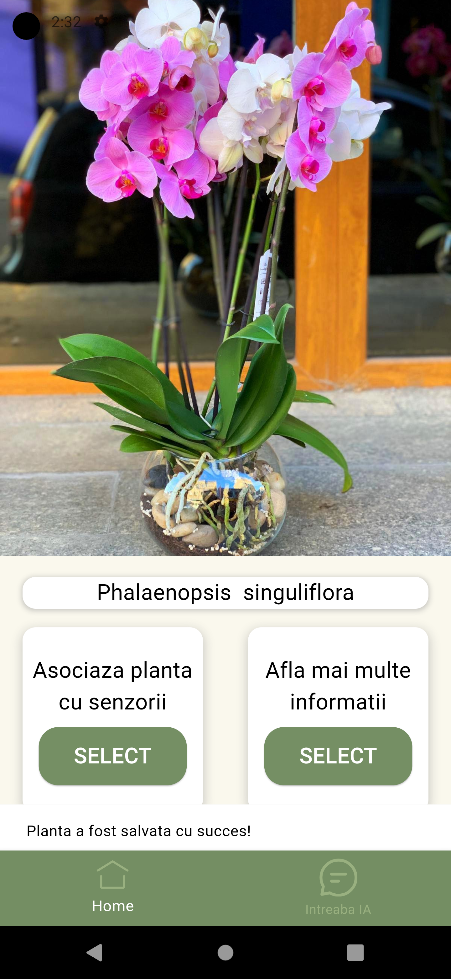 2:32
Phalaenopsis singuliflora
Asociaza planta
cu senzorii
SELECT
Afla mai multe
informatii
SELECT
Planta a fost salvata cu succes!
Home
Intreaba IA